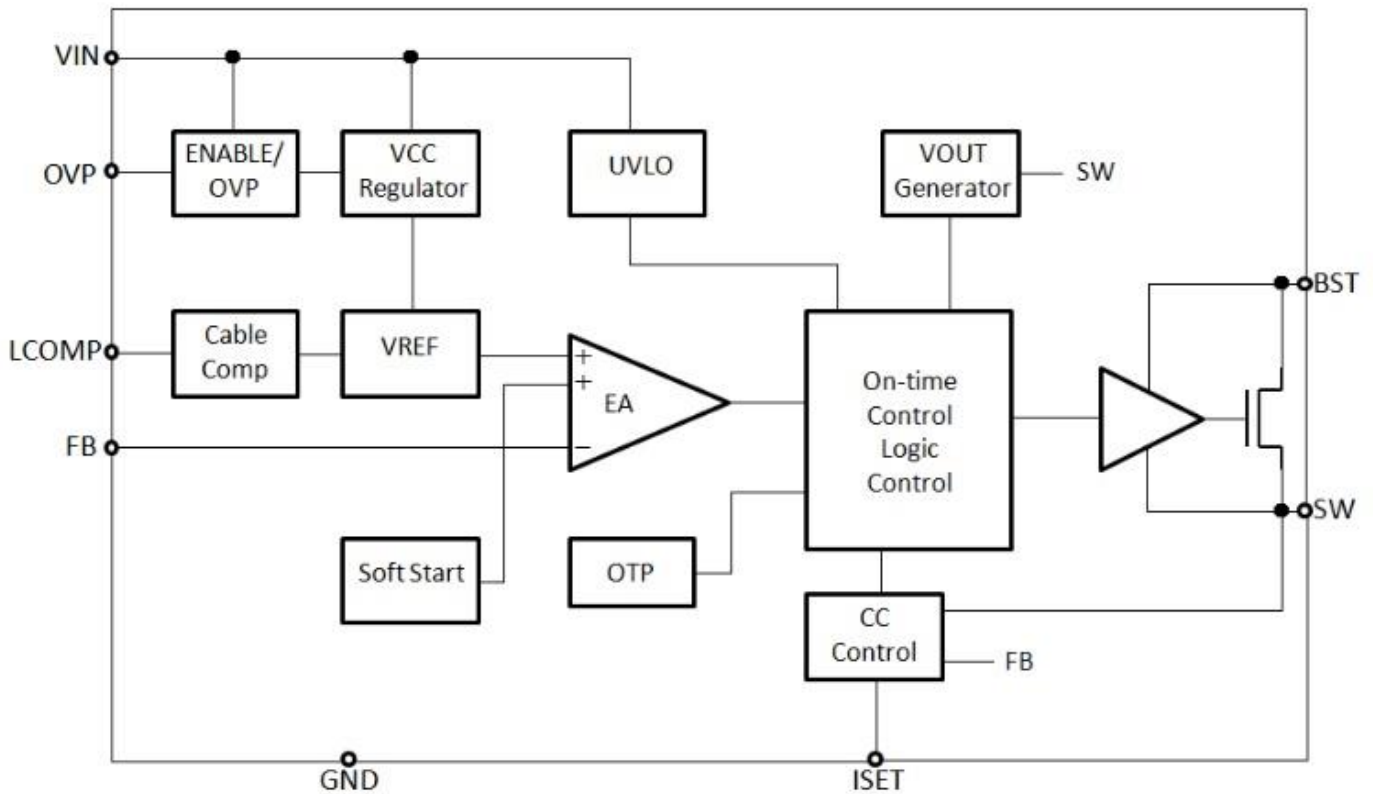 VIN
OVP
ENABLE/
OVP
VCC
Regulator
UVLO
VOUT
Generator
SW
BST
LCOMP
Cable
Comp
VREF
+
+
EA
−
FB
On-time
Control
Logic
Control
SW
Soft Start
OTP
CC
Control
FB
GND
ISET